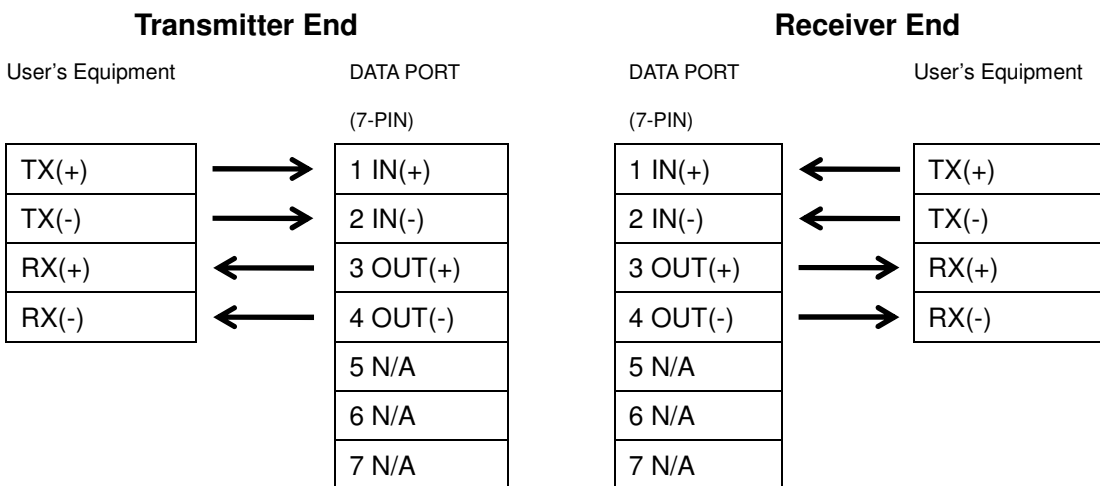 Transmitter End Receiver End
User's Equipment DATA PORT DATA PORT User's Equipment
(7-PIN) (7-PIN)
TX(+) 1 IN(+) 1 IN(+) TX(+)
TX(-) 2 IN(-) 2 IN(-) TX(-)
RX(+) 3 OUT(+) 3 OUT(+) RX(+)
RX(-) 4 OUT(-) 4 OUT(-) RX(-)
5 N/A 5 N/A
6 N/A 6 N/A
7 N/A 7 N/A